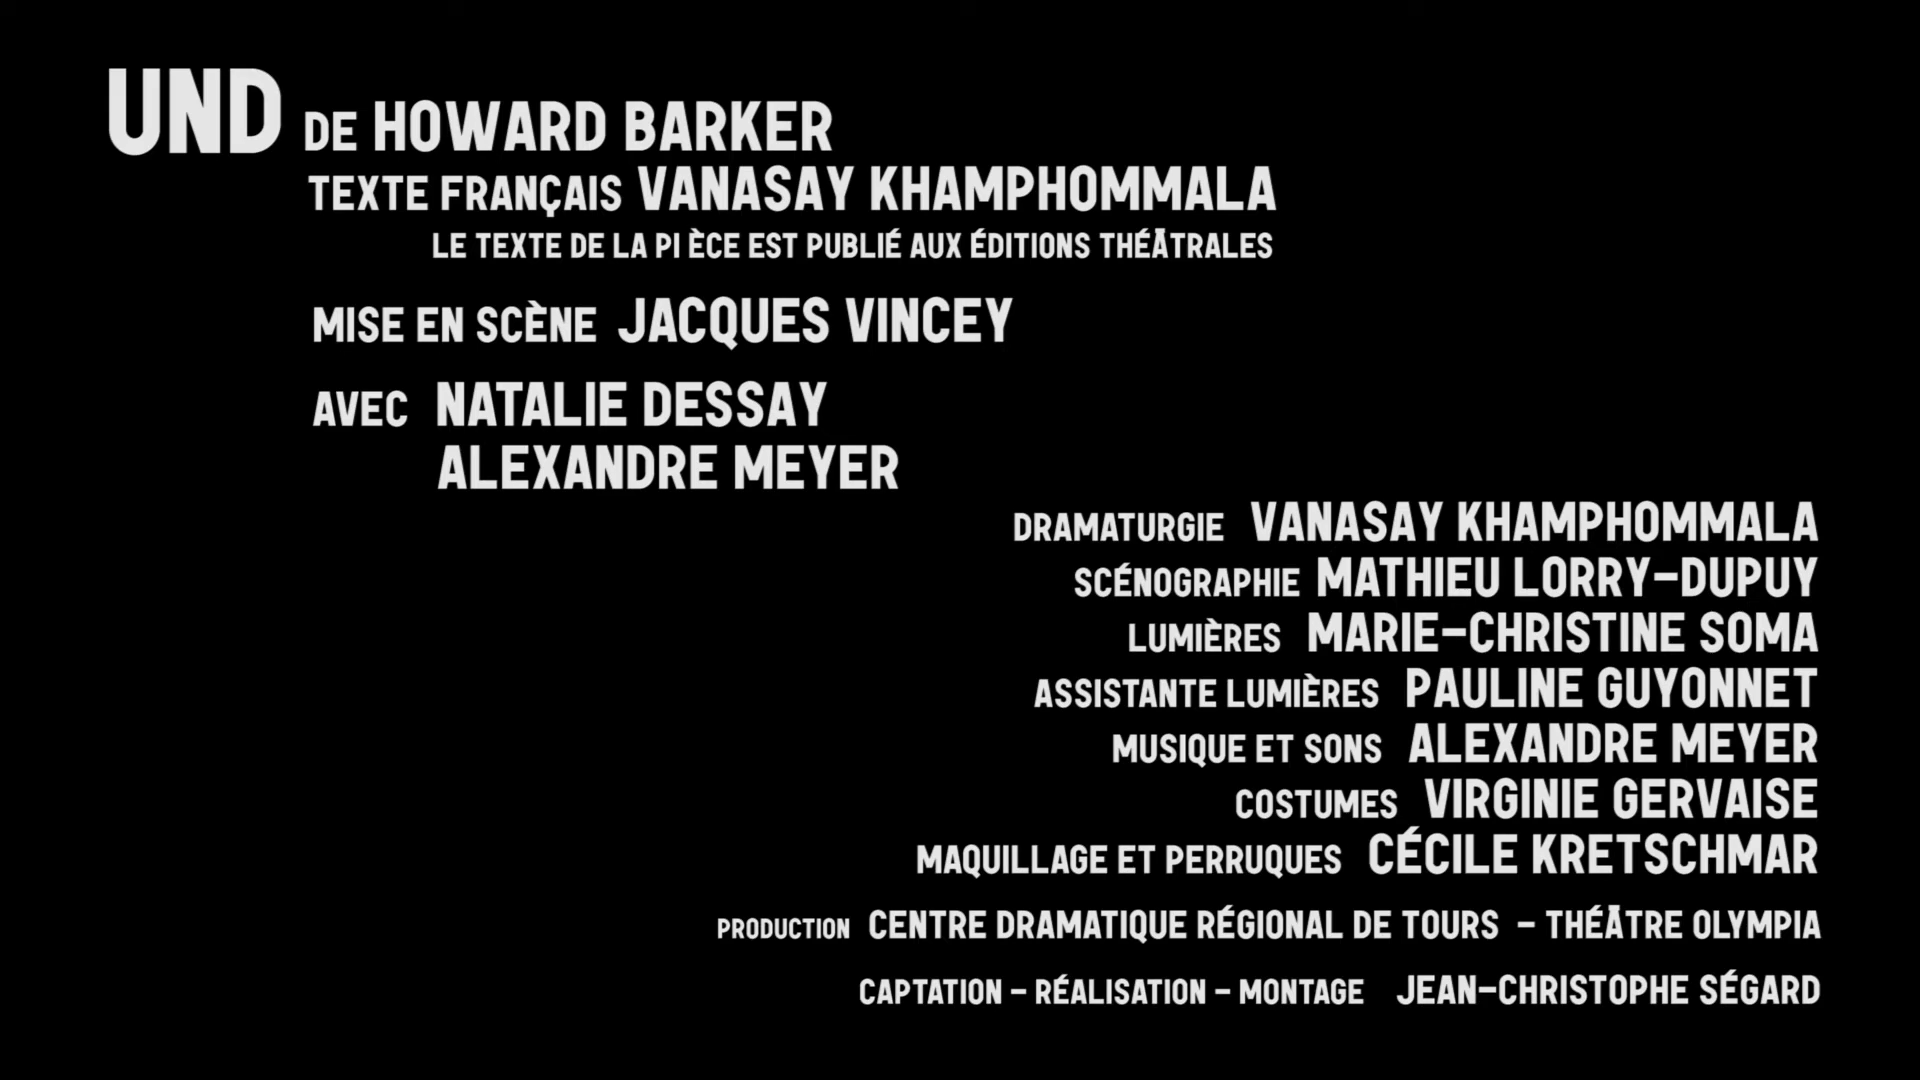 UND DE HOWARD BARKER
TEXTE FRANÇAIS VANASAY KHAMPHOMMALA
LE TEXTE DE LA PI ÈCE EST PUBLIÉ AUX ÉDITIONS THÉÂTRALES
MISE EN SCÈNE JACQUES VINCEY
AVEC NATALIE DESSAY
ALEXANDRE MEYER
DRAMATURGIE VANASAY KHAMPHOMMALA
SCÉNOGRAPHIE MATHIEU LORRY-DUPUY
LUMIÈRES MARIE-CHRISTINE SOMA
ASSISTANTE LUMIÈRES PAULINE GUYONNET
MUSIQUE ET SONS ALEXANDRE MEYER
COSTUMES VIRGINIE GERVAISE
MAQUILLAGE ET PERRUQUES CÉCILE KRETSCHMAR
PRODUCTION CENTRE DRAMATIQUE RÉGIONAL DE TOURS - THÉÂTRE OLYMPIA
CAPTATION - RÉALISATION - MONTAGE JEAN-CHRISTOPHE SÉGARD